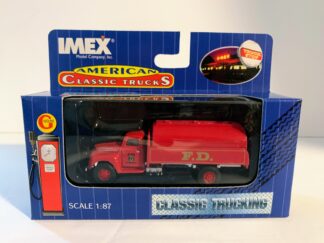 IMEX
Model Company, Inc.
AMERICAN
CLASSIC TRUCKS
G
F.D.
SCALE 1:87
CLASSIC TRUCKING